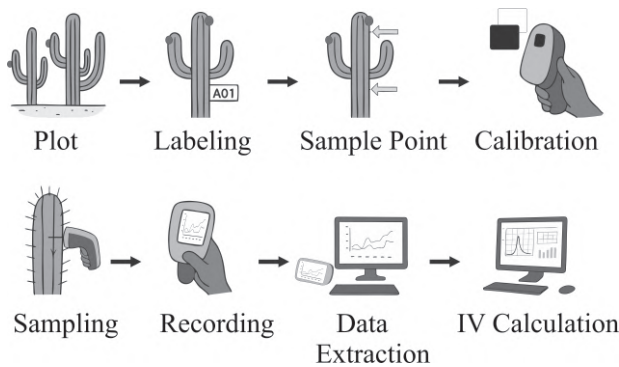 A01
Plot Labeling Sample Point Calibration
Sampling Recording Data Extraction IV Calculation